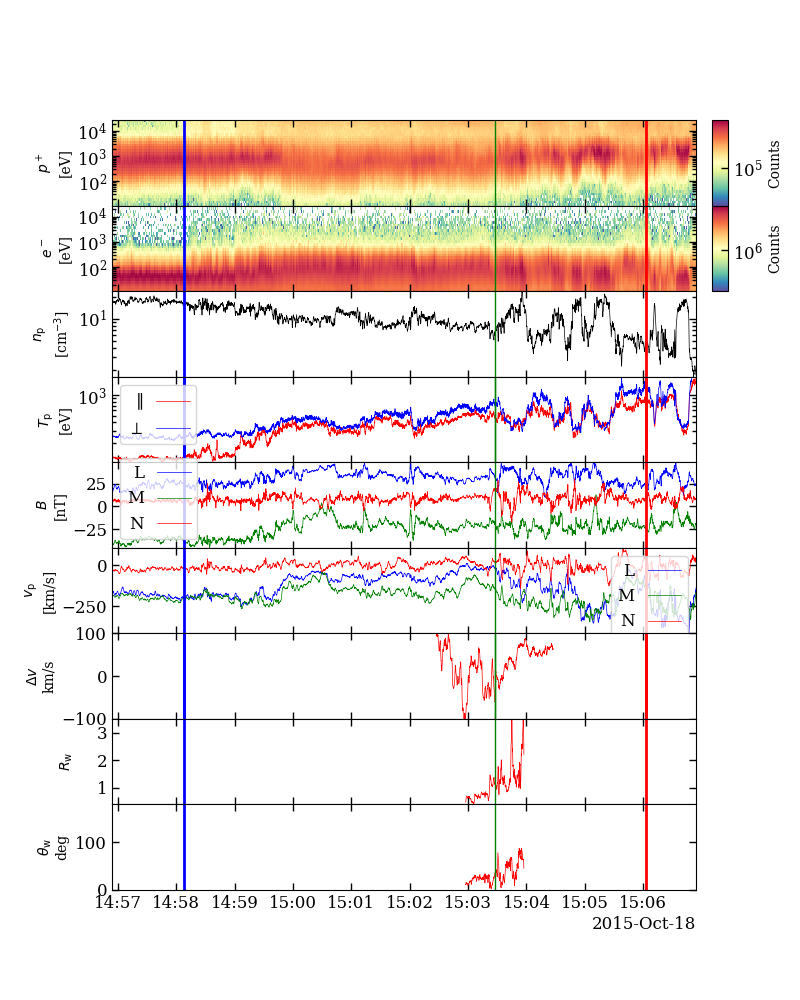 10⁴
10³
10²
p⁺
[eV]
10⁵
Counts
10⁴
10³
10²
e⁻
[eV]
10⁶
Counts
10¹
nₚ
[cm⁻³]
10³
Tₚ
[eV]
∥
⊥
25
0
−25
B
[nT]
L
M
N
0
−250
vₚ
[km/s]
L
M
N
100
0
−100
Δv
km/s
3
2
1
R_w
100
0
θ_w
deg
14:57 14:58 14:59 15:00 15:01 15:02 15:03 15:04 15:05 15:06
2015-Oct-18